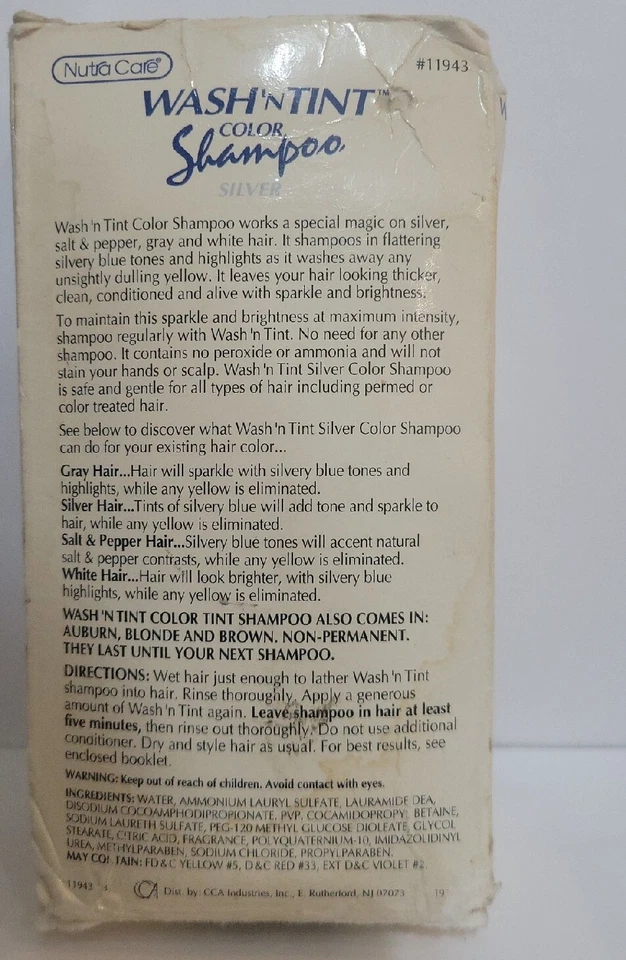 Nutra Care®
#11943
WASH 'N TINT™
COLOR
Shampoo
SILVER
Wash 'n Tint Color Shampoo works a special magic on silver,
salt & pepper, gray and white hair. It shampoos in flattering
silvery blue tones and highlights as it washes away any
unsightly dulling yellow. It leaves your hair looking thicker,
clean, conditioned and alive with sparkle and brightness.
To maintain this sparkle and brightness at maximum intensity,
shampoo regularly with Wash 'n Tint. No need for any other
shampoo. It contains no peroxide or ammonia and will not
stain your hands or scalp. Wash 'n Tint Silver Color Shampoo
is safe and gentle for all types of hair including permed or
color treated hair.
See below to discover what Wash 'n Tint Silver Color Shampoo
can do for your existing hair color...
Gray Hair...Hair will sparkle with silvery blue tones and
highlights, while any yellow is eliminated.
Silver Hair...Tints of silvery blue will add tone and sparkle to
hair, while any yellow is eliminated.
Salt & Pepper Hair...Silvery blue tones will accent natural
salt & pepper contrasts, while any yellow is eliminated.
White Hair...Hair will look brighter, with silvery blue
highlights, while any yellow is eliminated.
WASH 'N TINT COLOR TINT SHAMPOO ALSO COMES IN:
AUBURN, BLONDE AND BROWN. NON-PERMANENT.
THEY LAST UNTIL YOUR NEXT SHAMPOO.
DIRECTIONS: Wet hair just enough to lather Wash 'n Tint
shampoo into hair. Rinse thoroughly. Apply a generous
amount of Wash 'n Tint again. Leave shampoo in hair at least
five minutes, then rinse out thoroughly. Do not use additional
conditioner. Dry and style hair as usual. For best results, see
enclosed booklet.
WARNING: Keep out of reach of children. Avoid contact with eyes.
INGREDIENTS: WATER, AMMONIUM LAURYL SULFATE, LAURAMIDE DEA,
DISODIUM COCOAMPHODIPROPIONATE, PVP, COCAMIDOPROPYL BETAINE,
SODIUM LAURETH SULFATE, PEG-120 METHYL GLUCOSE DIOLEATE, GLYCOL
STEARATE, CITRIC ACID, FRAGRANCE, POLYQUATERNIUM-10, IMIDAZOLIDINYL
UREA, METHYLPARABEN, SODIUM CHLORIDE, PROPYLPARABEN.
MAY CONTAIN: FD&C YELLOW #5, D&C RED #33, EXT D&C VIOLET #2.
11943
CCA Dist. by: CCA Industries, Inc., E. Rutherford, NJ 07073